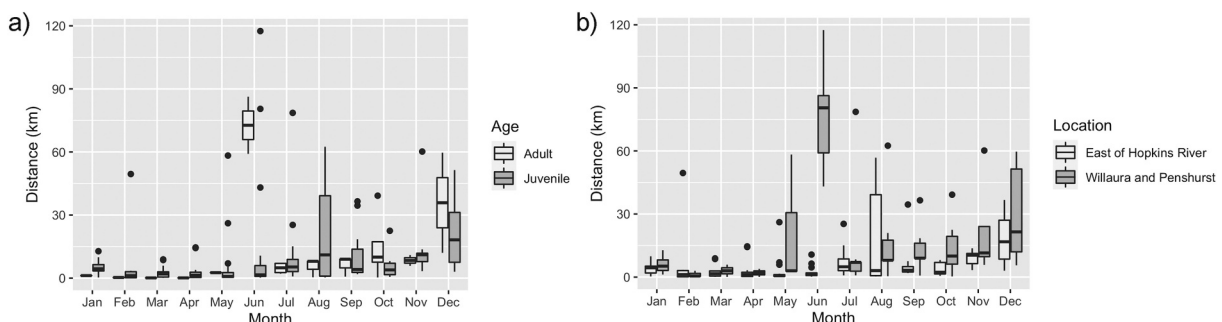 a)
Distance (km)
120
90
60
30
0
Jan Feb Mar Apr May Jun Jul Aug Sep Oct Nov Dec
Month
Age
Adult
Juvenile
b)
Distance (km)
120
90
60
30
0
Jan Feb Mar Apr May Jun Jul Aug Sep Oct Nov Dec
Month
Location
East of Hopkins River
Willaura and Penshurst